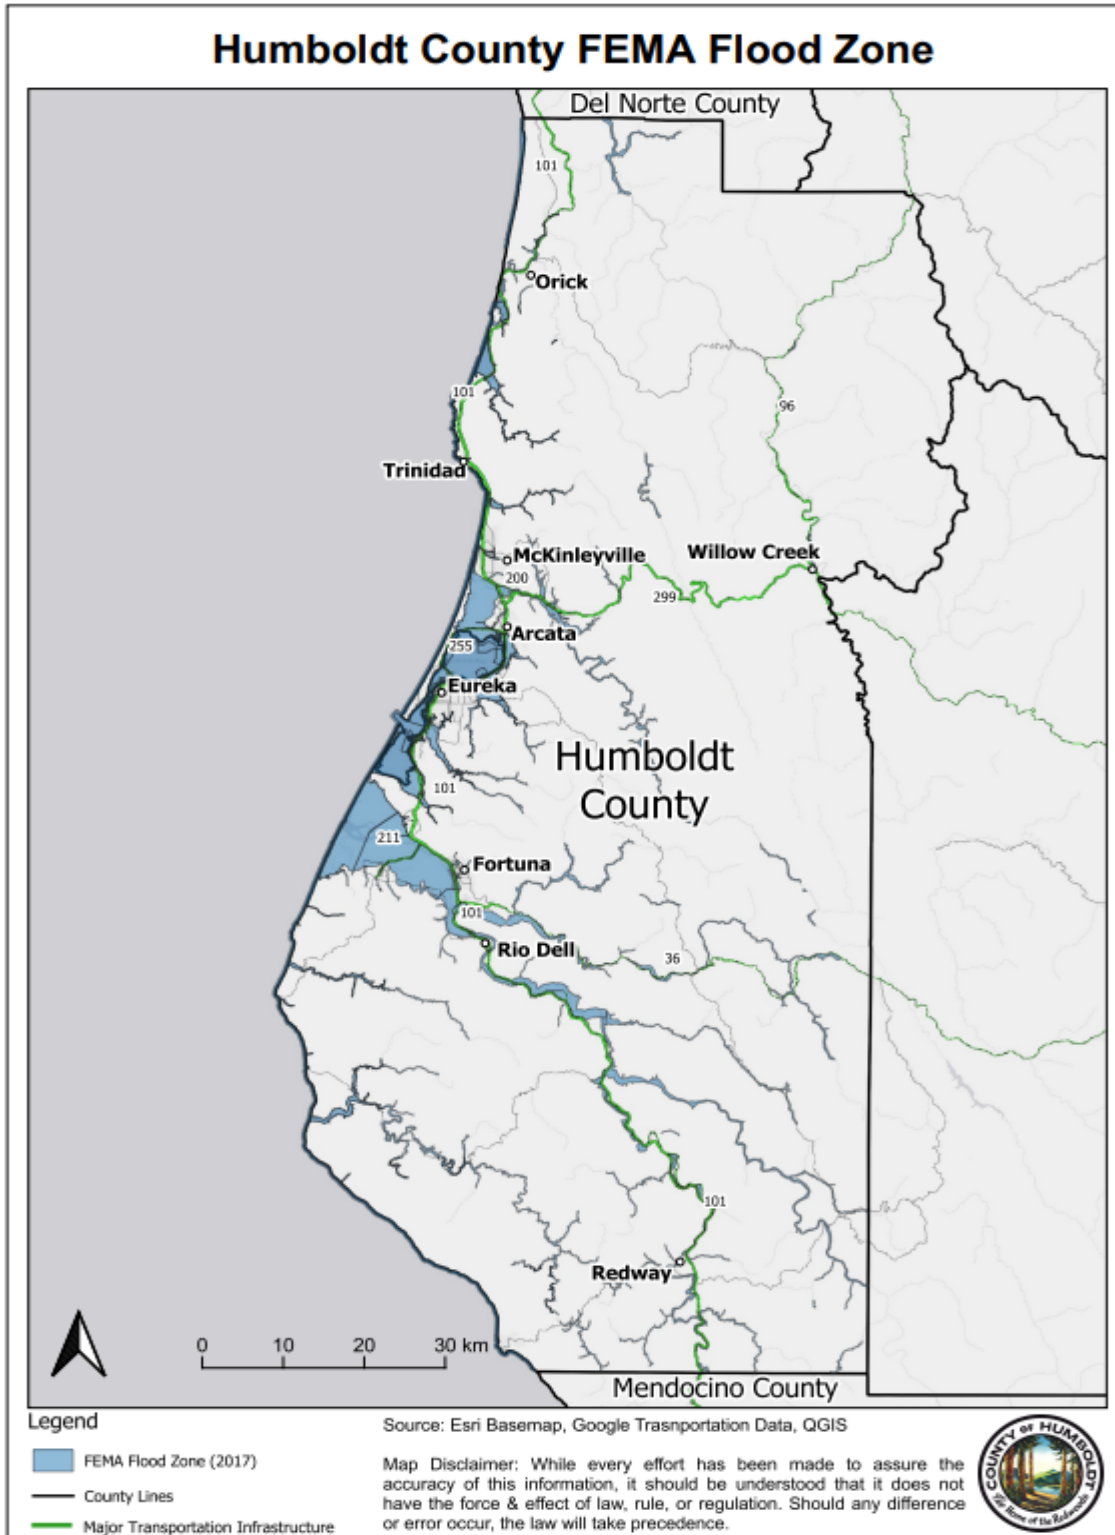 Humboldt County FEMA Flood Zone
Del Norte County
101
Orick
101
96
Trinidad
McKinleyville
Willow Creek
200
299
Arcata
255
Eureka
Humboldt
County
101
211
Fortuna
101
Rio Dell
36
101
Redway
0 10 20 30 km
Mendocino County
Legend
FEMA Flood Zone (2017)
County Lines
Major Transportation Infrastructure
Source: Esri Basemap, Google Trasnportation Data, QGIS
Map Disclaimer: While every effort has been made to assure the
accuracy of this information, it should be understood that it does not
have the force & effect of law, rule, or regulation. Should any difference
or error occur, the law will take precedence.
COUNTY OF HUMBOLDT
The Home of the Redwoods